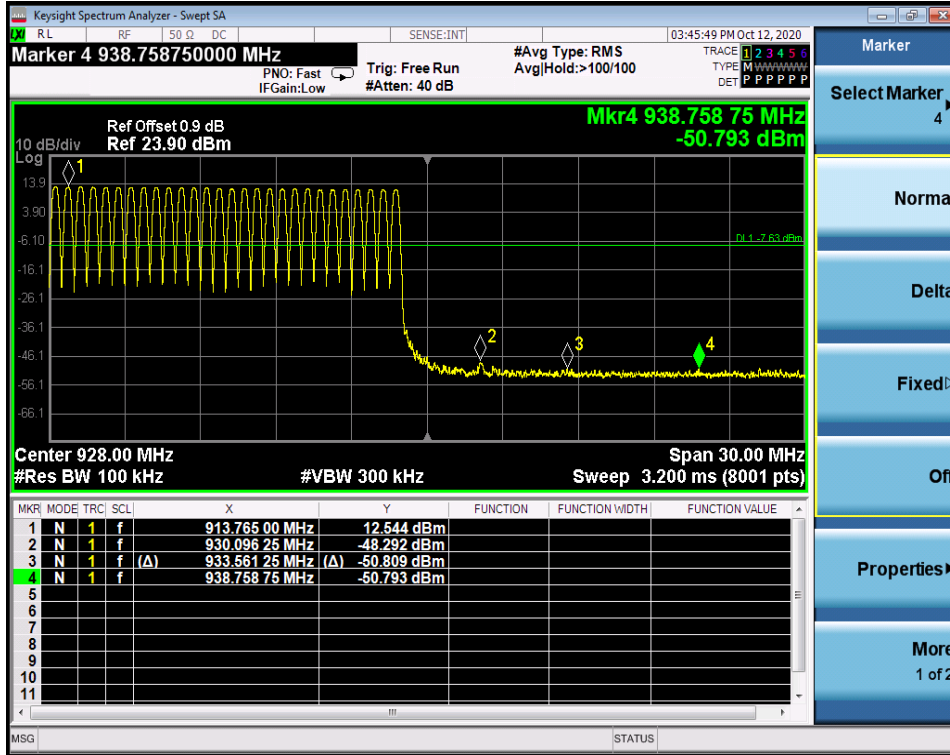 Keysight Spectrum Analyzer - Swept SA
LXI RL RF 50 Ω DC SENSE:INT 03:45:49 PM Oct 12, 2020
Marker 4 938.758750000 MHz
PNO: Fast
IFGain:Low
Trig: Free Run
#Atten: 40 dB
#Avg Type: RMS
Avg|Hold:>100/100
TRACE 1 2 3 4 5 6
TYPE M W W W W W
DET P P P P P P
Mkr4 938.758 75 MHz
-50.793 dBm
Ref Offset 0.9 dB
10 dB/div Ref 23.90 dBm
Log
1
13.9
3.90
-6.10
DL1 -7.63 dBm
-16.1
-26.1
-36.1
2
3
4
-46.1
-56.1
-66.1
Center 928.00 MHz Span 30.00 MHz
#Res BW 100 kHz #VBW 300 kHz Sweep 3.200 ms (8001 pts)
MKR MODE TRC SCL X Y FUNCTION FUNCTION WIDTH FUNCTION VALUE
1 N 1 f 913.765 00 MHz 12.544 dBm
2 N 1 f 930.096 25 MHz -48.292 dBm
3 N 1 f (Δ) 933.561 25 MHz (Δ) -50.809 dBm
4 N 1 f 938.758 75 MHz -50.793 dBm
5
6
7
8
9
10
11
MSG STATUS
Marker
Select Marker
4
Norma
Delta
Fixed
Off
Properties
More
1 of 2